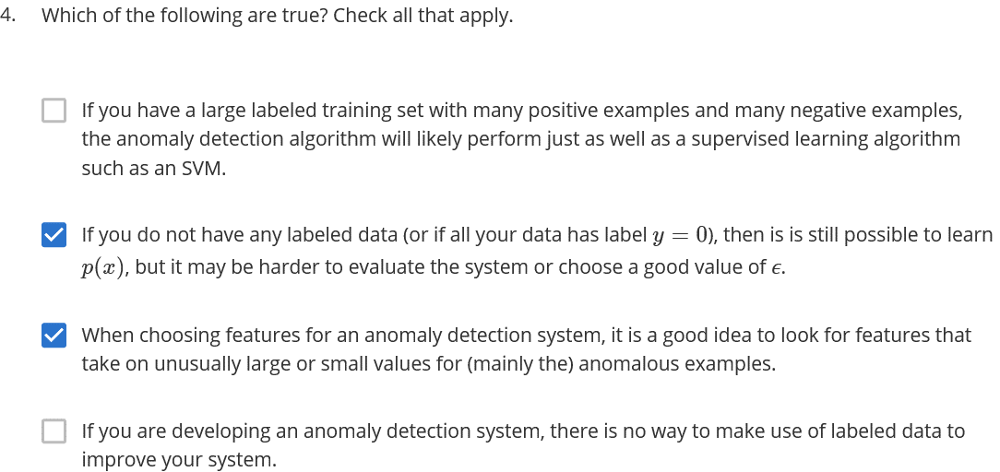 4. Which of the following are true? Check all that apply.
If you have a large labeled training set with many positive examples and many negative examples,
the anomaly detection algorithm will likely perform just as well as a supervised learning algorithm
such as an SVM.
If you do not have any labeled data (or if all your data has label y = 0), then is is still possible to learn
p(x), but it may be harder to evaluate the system or choose a good value of ϵ.
When choosing features for an anomaly detection system, it is a good idea to look for features that
take on unusually large or small values for (mainly the) anomalous examples.
If you are developing an anomaly detection system, there is no way to make use of labeled data to
improve your system.